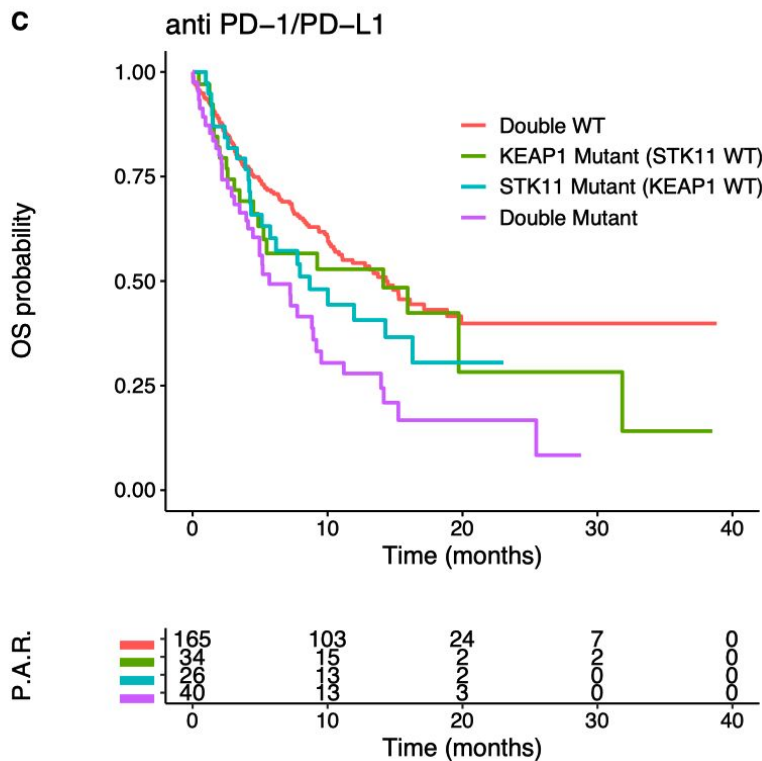 c
anti PD-1/PD-L1
1.00
0.75
0.50
0.25
0.00
OS probability
Double WT
KEAP1 Mutant (STK11 WT)
STK11 Mutant (KEAP1 WT)
Double Mutant
0 10 20 30 40
Time (months)
P.A.R.
165 103 24 7 0
34 15 2 2 0
26 13 2 0 0
40 13 3 0 0
0 10 20 30 40
Time (months)